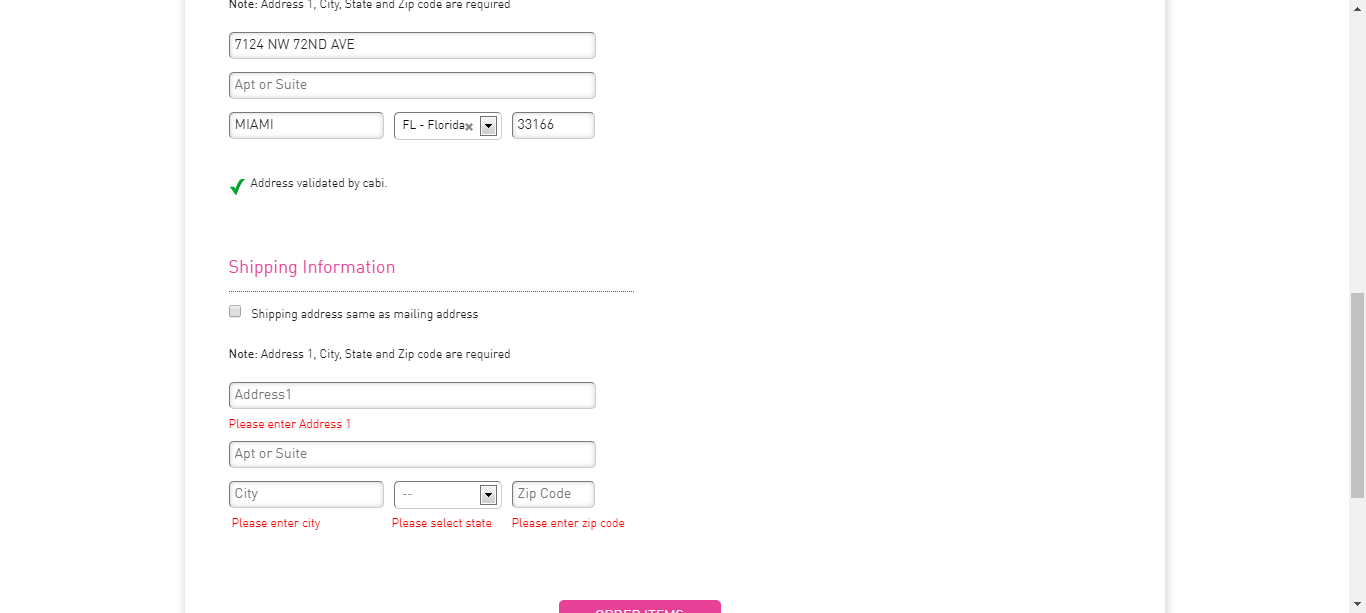 Note: Address 1, City, State and Zip code are required
7124 NW 72ND AVE
Apt or Suite
MIAMI FL - Florida 33166
Address validated by cabi.
Shipping Information
Shipping address same as mailing address
Note: Address 1, City, State and Zip code are required
Address1
Please enter Address 1
Apt or Suite
City -- Zip Code
Please enter city Please select state Please enter zip code
ORDER ITEMS